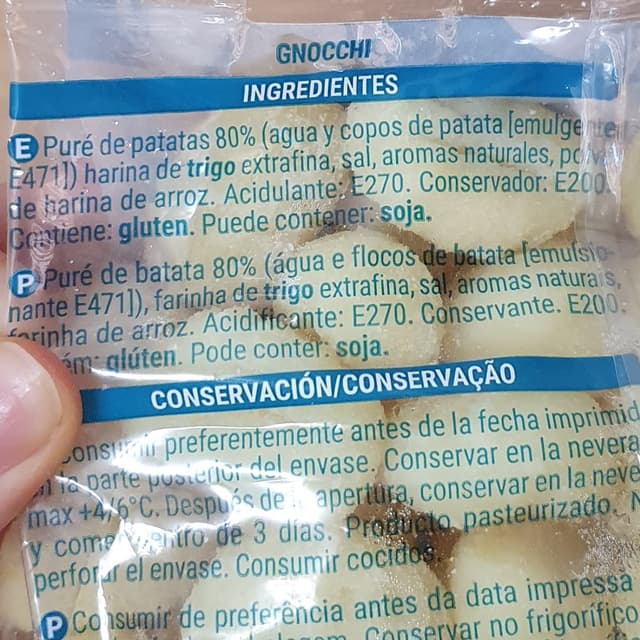 GNOCCHI
INGREDIENTES
E Puré de patatas 80% (agua y copos de patata [emulgente
E471]) harina de trigo extrafina, sal, aromas naturales,
de harina de arroz. Acidulante: E270. Conservador: E200.
Contiene: gluten. Puede contener: soja.
P Puré de batata 80% (água e flocos de batata [emulsio-
nante E471]), farinha de trigo extrafina, sal, aromas naturais,
farinha de arroz. Acidificante: E270. Conservante. E200.
glúten. Pode conter: soja.
CONSERVACIÓN/CONSERVAÇÃO
Consumir preferentemente antes de la fecha
en la parte posterior del envase. Conservar en la nevera
max +4/6°C. Después de la apertura, conservar en la
y dentro de 3 dias. Producto pasteurizado.
perforar el envase. Consumir cocidos.
P Consumir de preferência antes da data impressa
Conservar no frigorífico